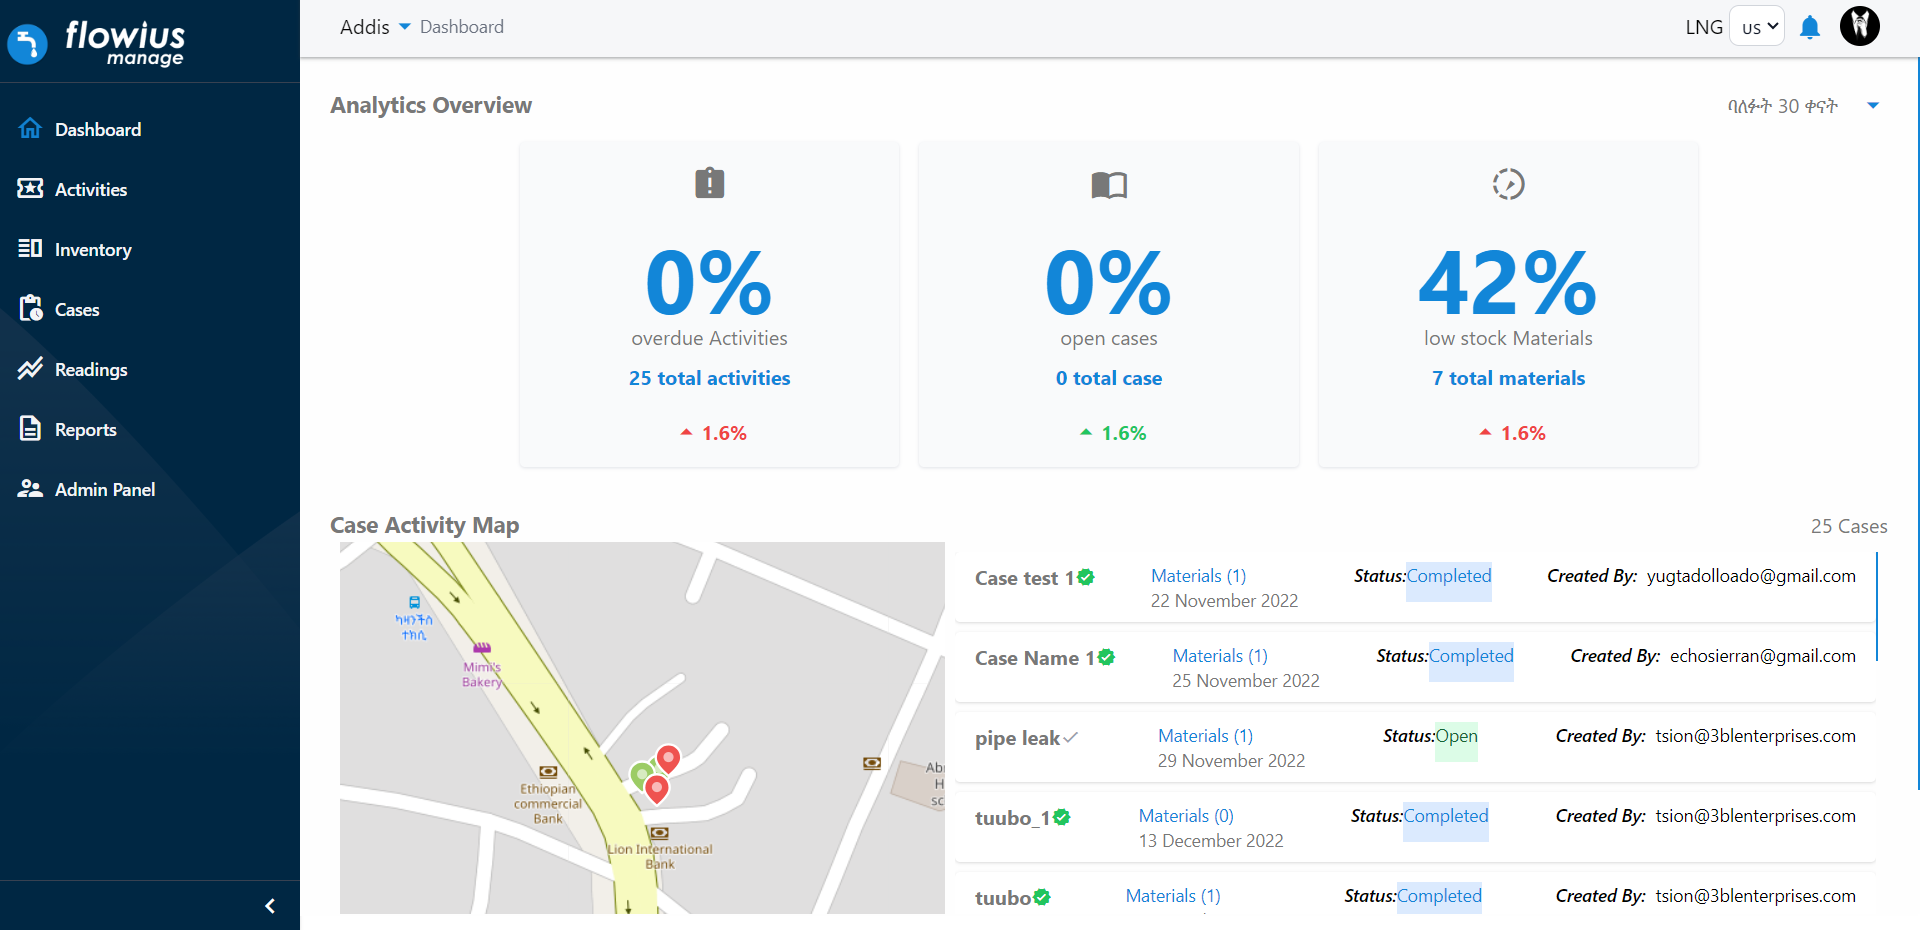 flowius
manage
Addis Dashboard
LNG us
Dashboard
Activities
Inventory
Cases
Readings
Reports
Admin Panel
Analytics Overview
ባለፉት 30 ቀናት
0%
overdue Activities
25 total activities
1.6%
0%
open cases
0 total case
1.6%
42%
low stock Materials
7 total materials
1.6%
Case Activity Map
25 Cases
ካዛንችስ
ተክሲ
Mimi's
Bakery
Ethiopian
commercial
Bank
Lion International
Bank
Case test 1 Materials (1) Status:Completed Created By: yugtadolloado@gmail.com
22 November 2022
Case Name 1 Materials (1) Status:Completed Created By: echosierran@gmail.com
25 November 2022
pipe leak Materials (1) Status:Open Created By: tsion@3blenterprises.com
29 November 2022
tuubo_1 Materials (0) Status:Completed Created By: tsion@3blenterprises.com
13 December 2022
tuubo Materials (1) Status:Completed Created By: tsion@3blenterprises.com